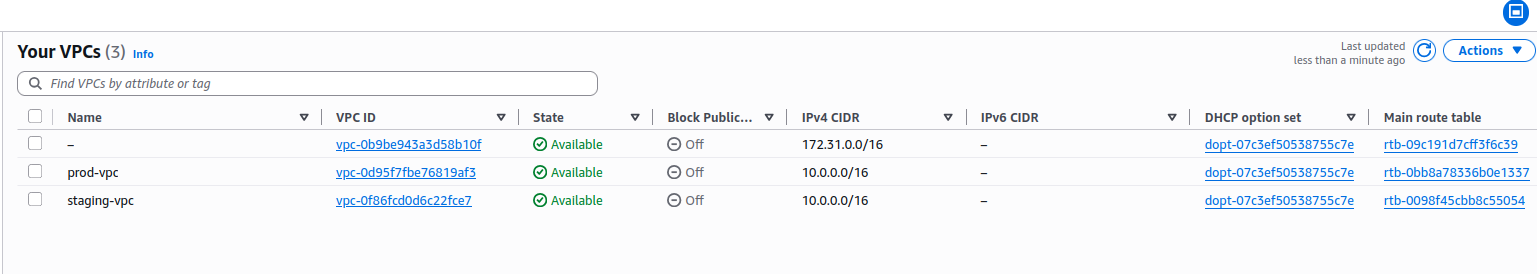 Your VPCs (3) Info
Last updated
less than a minute ago
Actions
Find VPCs by attribute or tag
Name VPC ID State Block Public... IPv4 CIDR IPv6 CIDR DHCP option set Main route table
– vpc-0b9be943a3d58b10f Available Off 172.31.0.0/16 – dopt-07c3ef50538755c7e rtb-09c191d7cff3f6c39
prod-vpc vpc-0d95f7fbe76819af3 Available Off 10.0.0.0/16 – dopt-07c3ef50538755c7e rtb-0bb8a78336b0e1337
staging-vpc vpc-0f86fcd0d6c22fce7 Available Off 10.0.0.0/16 – dopt-07c3ef50538755c7e rtb-0098f45cbb8c55054